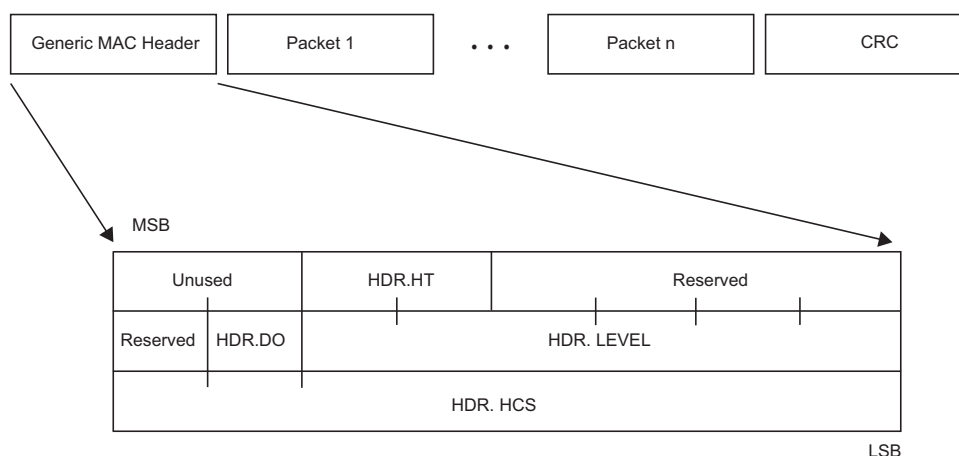 Generic MAC Header Packet 1 . . . Packet n CRC
MSB
Unused HDR.HT Reserved
Reserved HDR.DO HDR. LEVEL
HDR. HCS
LSB